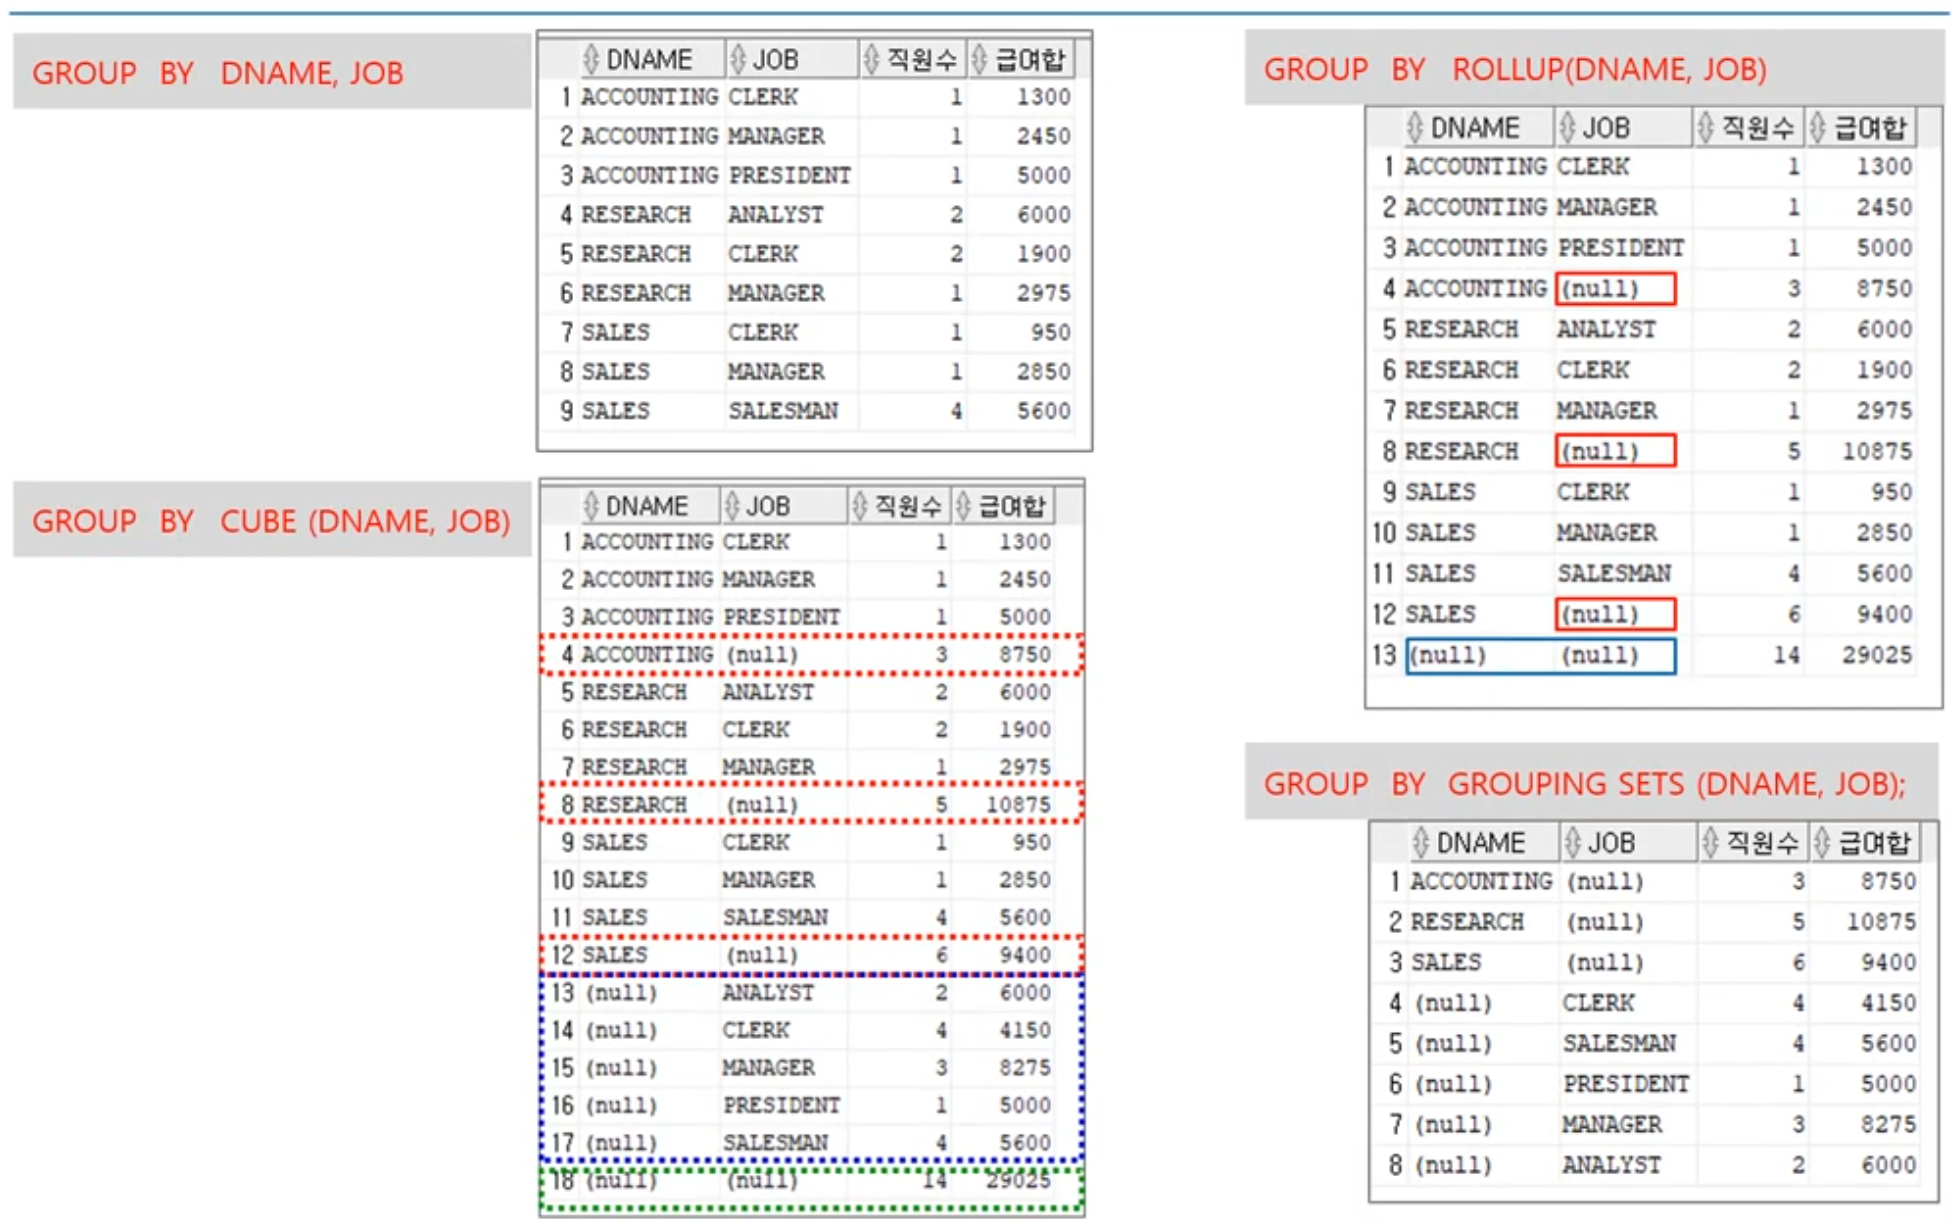 GROUP BY DNAME, JOB
DNAME JOB 직원수 급여합
1 ACCOUNTING CLERK 1 1300
2 ACCOUNTING MANAGER 1 2450
3 ACCOUNTING PRESIDENT 1 5000
4 RESEARCH ANALYST 2 6000
5 RESEARCH CLERK 2 1900
6 RESEARCH MANAGER 1 2975
7 SALES CLERK 1 950
8 SALES MANAGER 1 2850
9 SALES SALESMAN 4 5600
GROUP BY CUBE (DNAME, JOB)
DNAME JOB 직원수 급여합
1 ACCOUNTING CLERK 1 1300
2 ACCOUNTING MANAGER 1 2450
3 ACCOUNTING PRESIDENT 1 5000
4 ACCOUNTING (null) 3 8750
5 RESEARCH ANALYST 2 6000
6 RESEARCH CLERK 2 1900
7 RESEARCH MANAGER 1 2975
8 RESEARCH (null) 5 10875
9 SALES CLERK 1 950
10 SALES MANAGER 1 2850
11 SALES SALESMAN 4 5600
12 SALES (null) 6 9400
13 (null) ANALYST 2 6000
14 (null) CLERK 4 4150
15 (null) MANAGER 3 8275
16 (null) PRESIDENT 1 5000
17 (null) SALESMAN 4 5600
18 (null) (null) 14 29025
GROUP BY ROLLUP(DNAME, JOB)
DNAME JOB 직원수 급여합
1 ACCOUNTING CLERK 1 1300
2 ACCOUNTING MANAGER 1 2450
3 ACCOUNTING PRESIDENT 1 5000
4 ACCOUNTING (null) 3 8750
5 RESEARCH ANALYST 2 6000
6 RESEARCH CLERK 2 1900
7 RESEARCH MANAGER 1 2975
8 RESEARCH (null) 5 10875
9 SALES CLERK 1 950
10 SALES MANAGER 1 2850
11 SALES SALESMAN 4 5600
12 SALES (null) 6 9400
13 (null) (null) 14 29025
GROUP BY GROUPING SETS (DNAME, JOB);
DNAME JOB 직원수 급여합
1 ACCOUNTING (null) 3 8750
2 RESEARCH (null) 5 10875
3 SALES (null) 6 9400
4 (null) CLERK 4 4150
5 (null) SALESMAN 4 5600
6 (null) PRESIDENT 1 5000
7 (null) MANAGER 3 8275
8 (null) ANALYST 2 6000